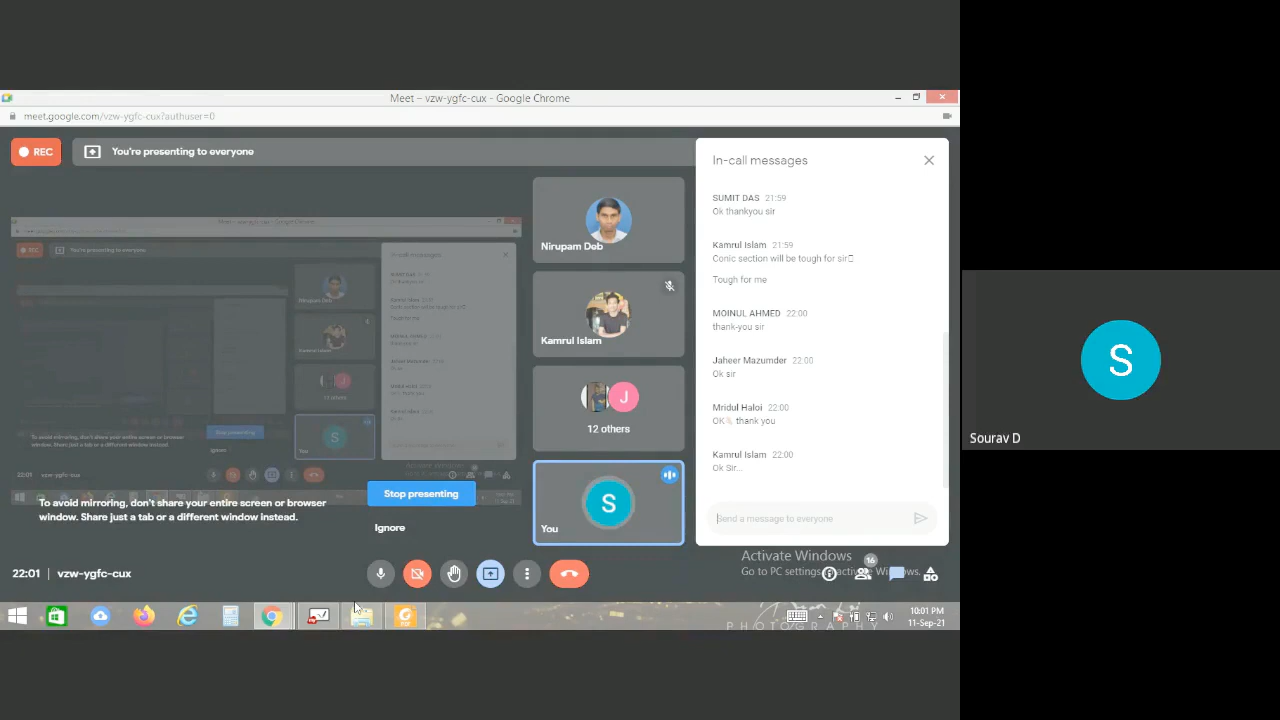 Meet – vzw-ygfc-cux - Google Chrome
meet.google.com/vzw-ygfc-cux?authuser=0
REC
You're presenting to everyone
In-call messages
SUMIT DAS 21:59
Ok thankyou sir
Kamrul Islam 21:59
Conic section will be tough for sir
Tough for me
MOINUL AHMED 22:00
thank-you sir
Jaheer Mazumder 22:00
Ok sir
Mridul Haloi 22:00
OK thank you
Kamrul Islam 22:00
Ok Sir...
Send a message to everyone
Nirupam Deb
Kamrul Islam
J
12 others
S
You
To avoid mirroring, don't share your entire screen or browser
window. Share just a tab or a different window instead.
Stop presenting
Ignore
22:01 | vzw-ygfc-cux
Activate Windows
Go to PC settings to activate Windows.
16
PHOTOGRAPHY
10:01 PM
11-Sep-21
S
Sourav D